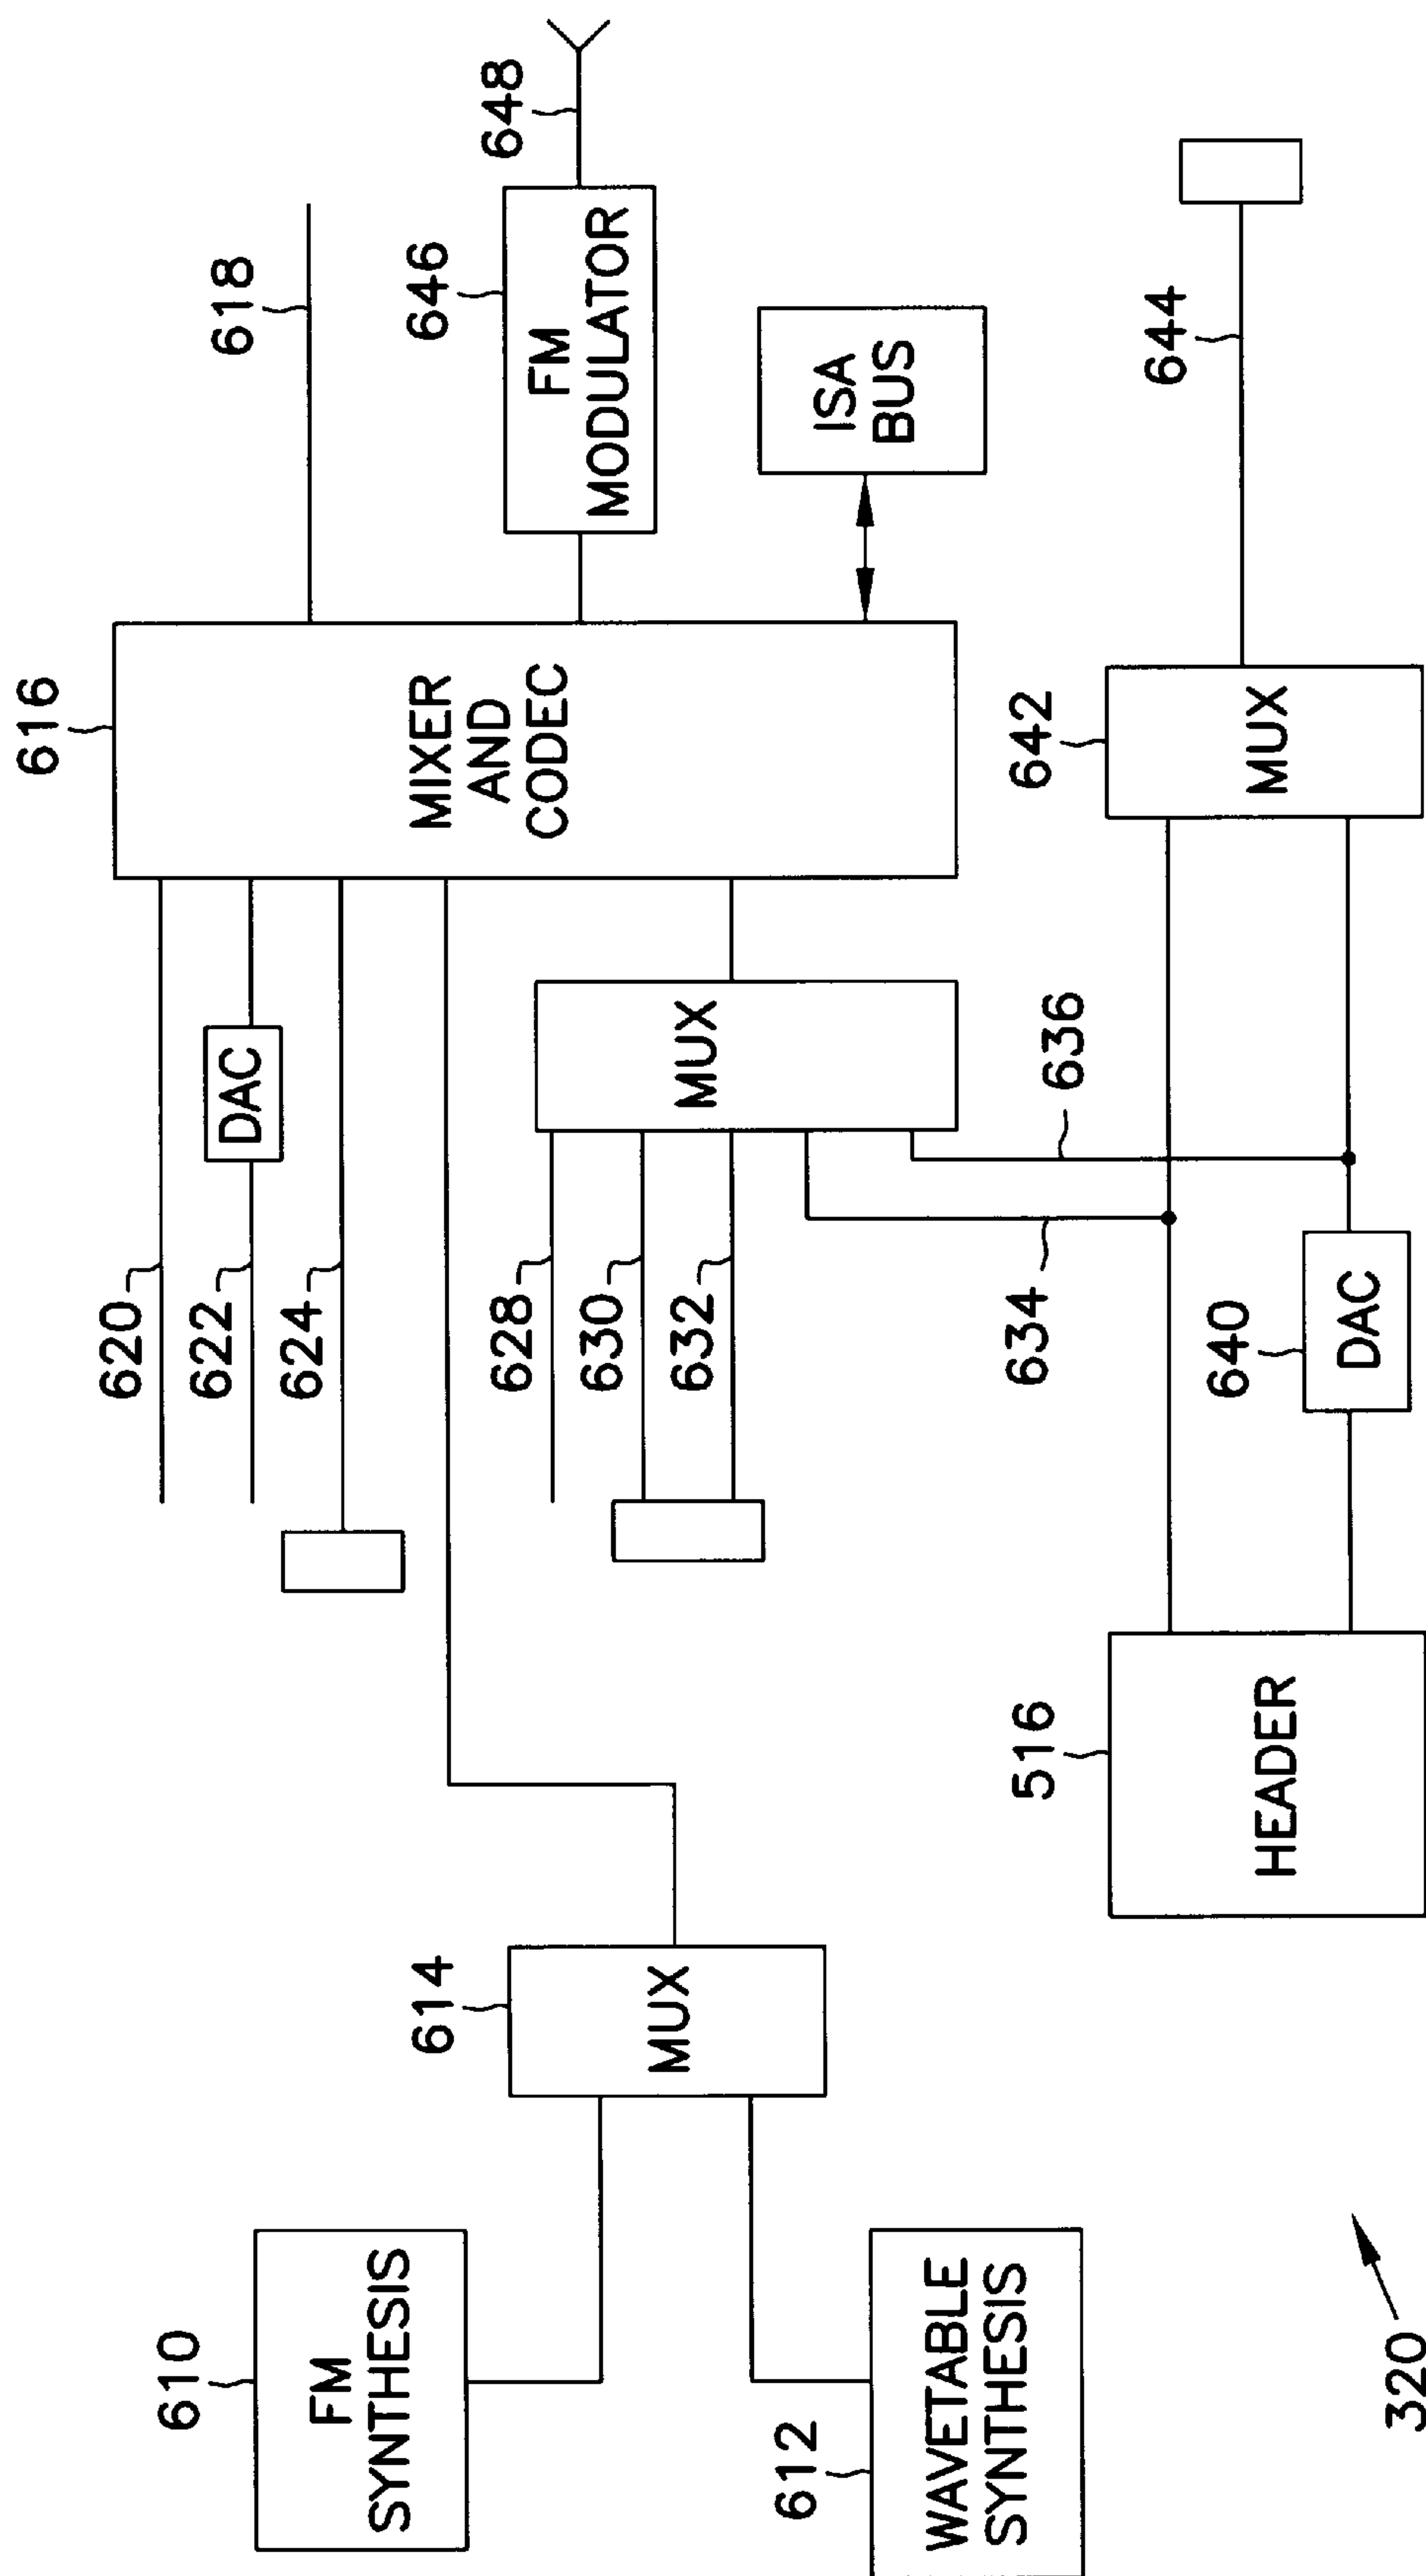 610
FM
SYNTHESIS
612
WAVETABLE
SYNTHESIS
614
MUX
620
622
DAC
624
616
MIXER
AND
CODEC
618
646
FM
MODULATOR
648
ISA
BUS
628
630
632
MUX
634
636
516
HEADER
640
DAC
642
MUX
644
320